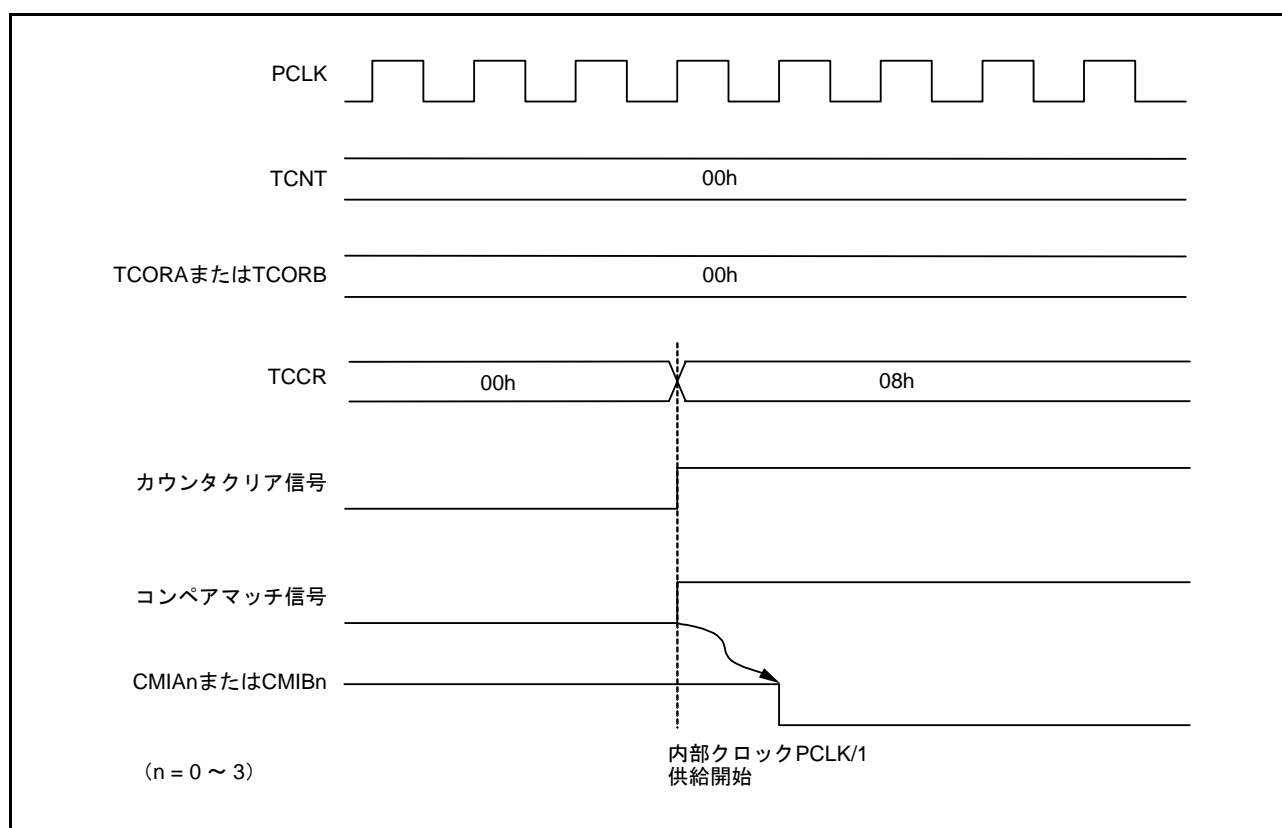 PCLK
TCNT
00h
TCORAまたはTCORB
00h
TCCR
00h
08h
カウンタクリア信号
コンペアマッチ信号
CMIAnまたはCMIBn
内部クロックPCLK/1
供給開始
（n = 0 ～ 3）